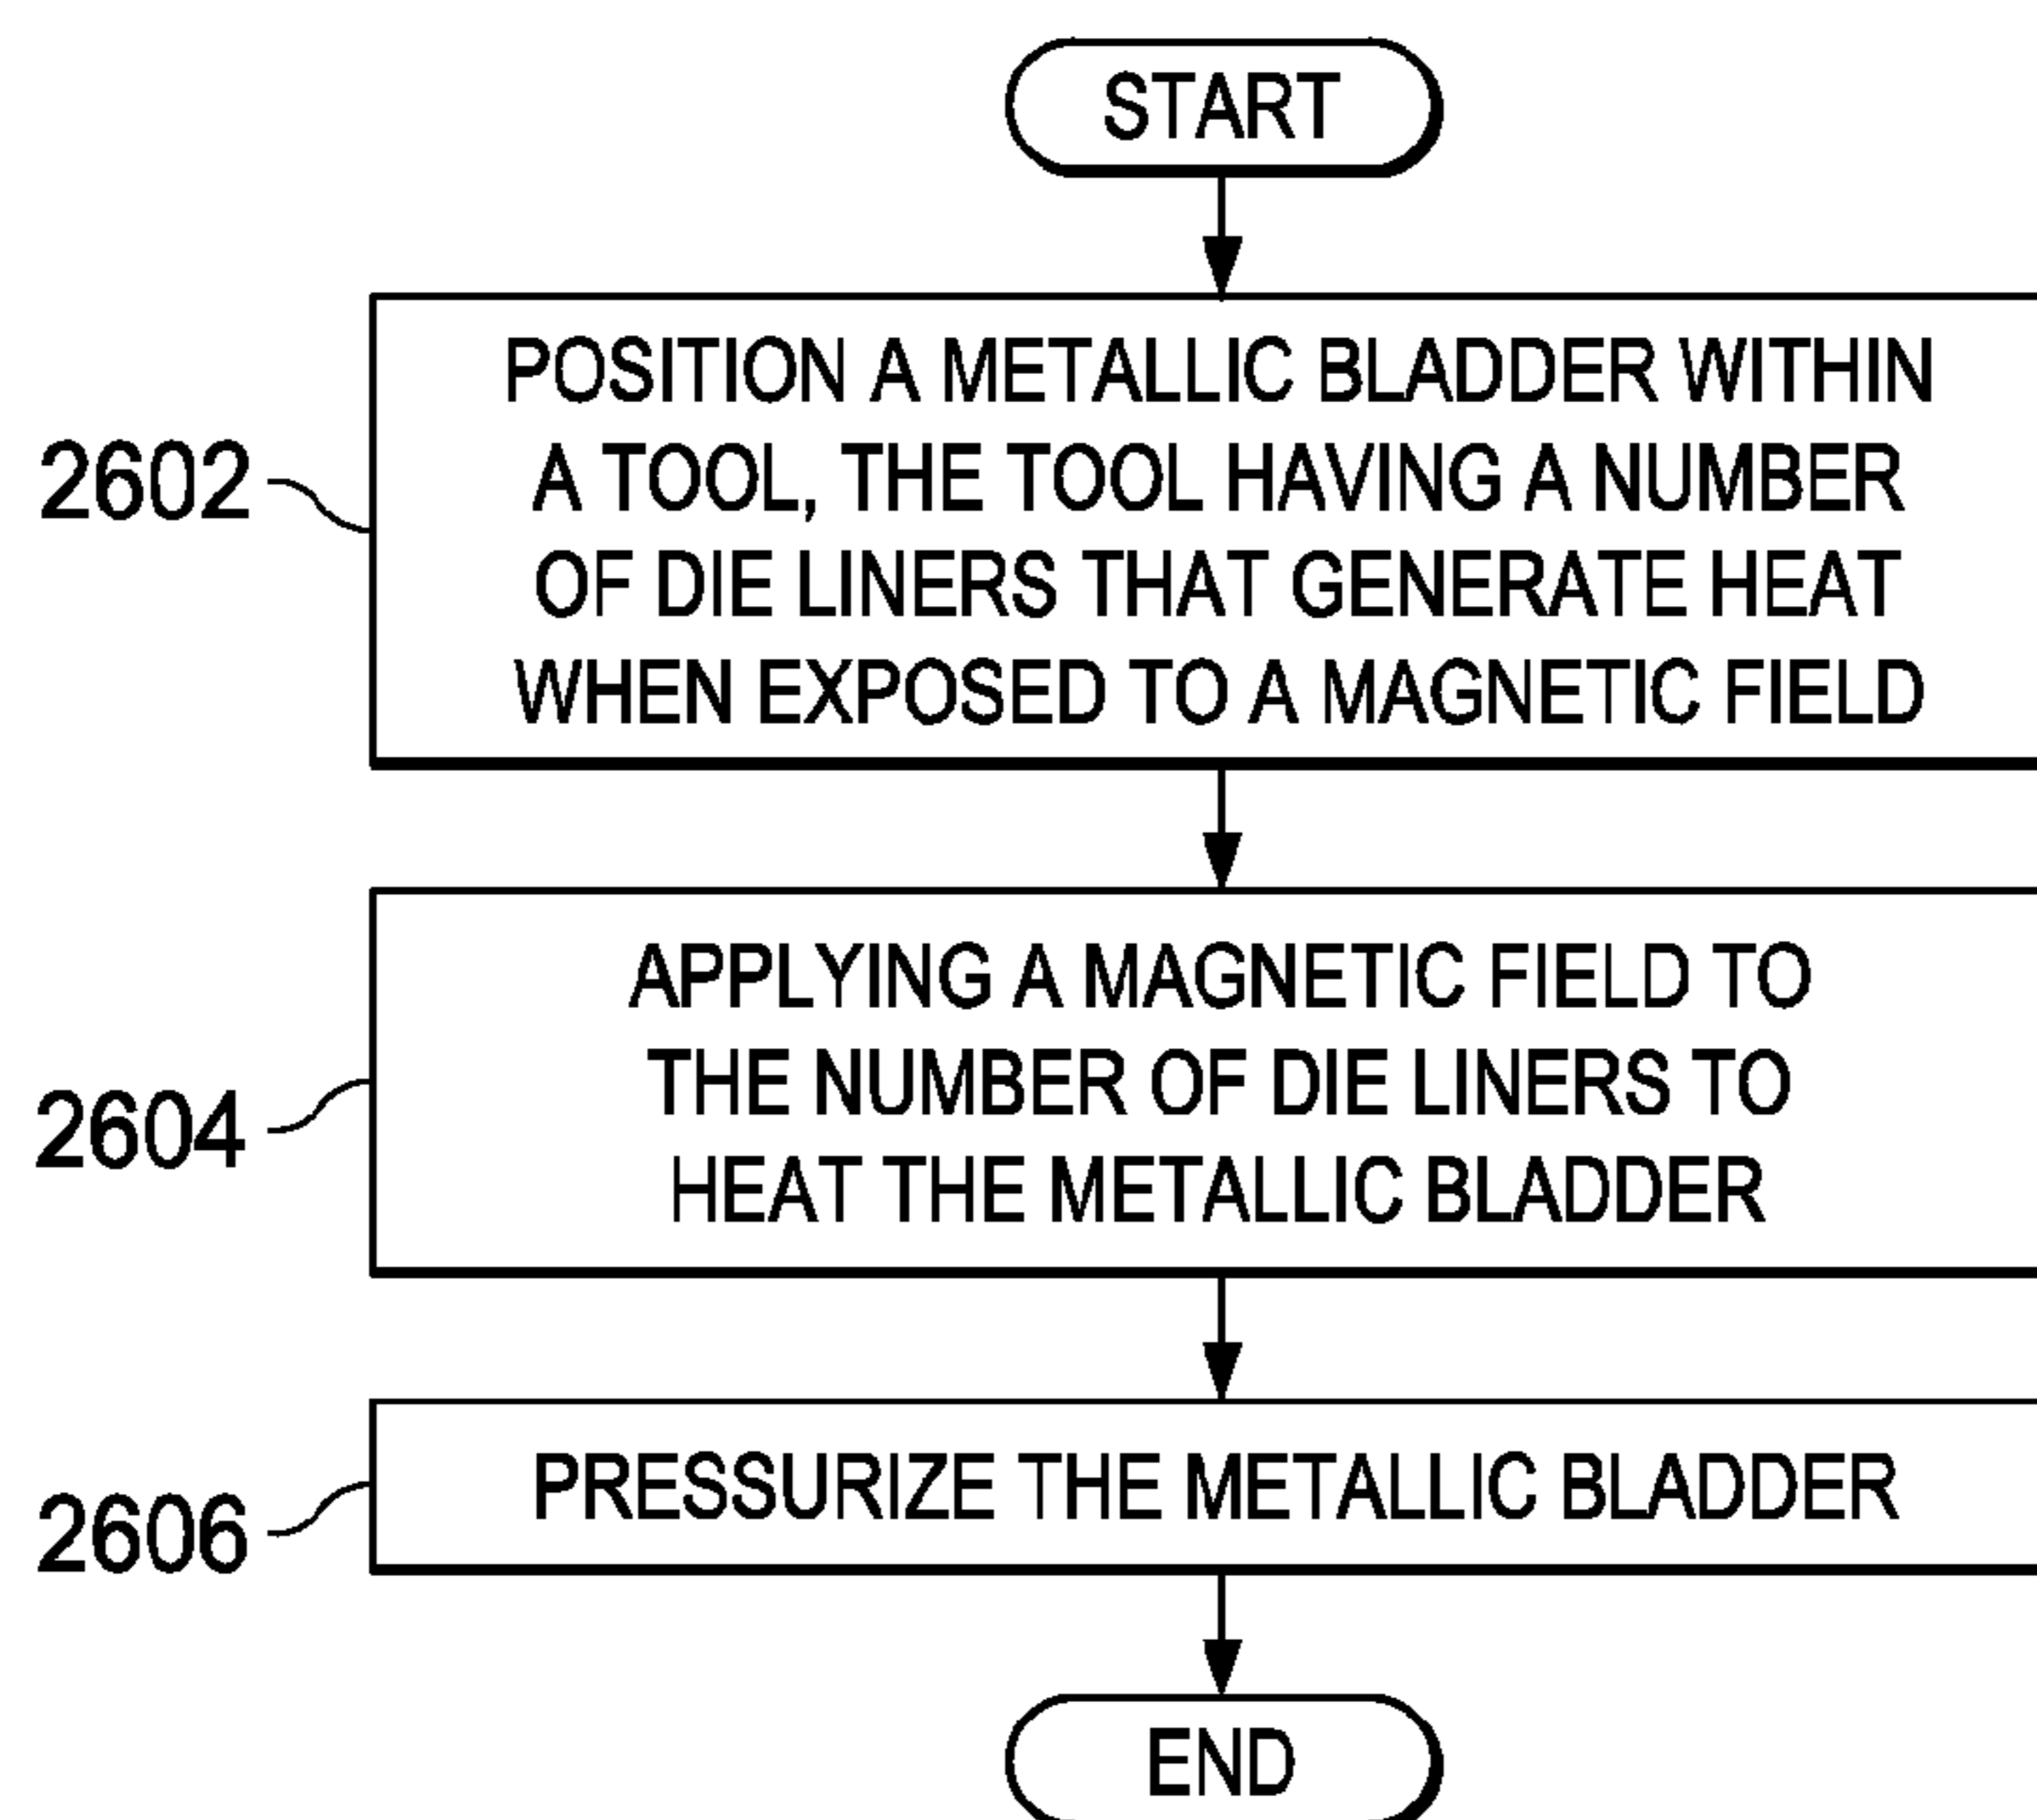 START
2602
POSITION A METALLIC BLADDER WITHIN
A TOOL, THE TOOL HAVING A NUMBER
OF DIE LINERS THAT GENERATE HEAT
WHEN EXPOSED TO A MAGNETIC FIELD
2604
APPLYING A MAGNETIC FIELD TO
THE NUMBER OF DIE LINERS TO
HEAT THE METALLIC BLADDER
2606
PRESSURIZE THE METALLIC BLADDER
END